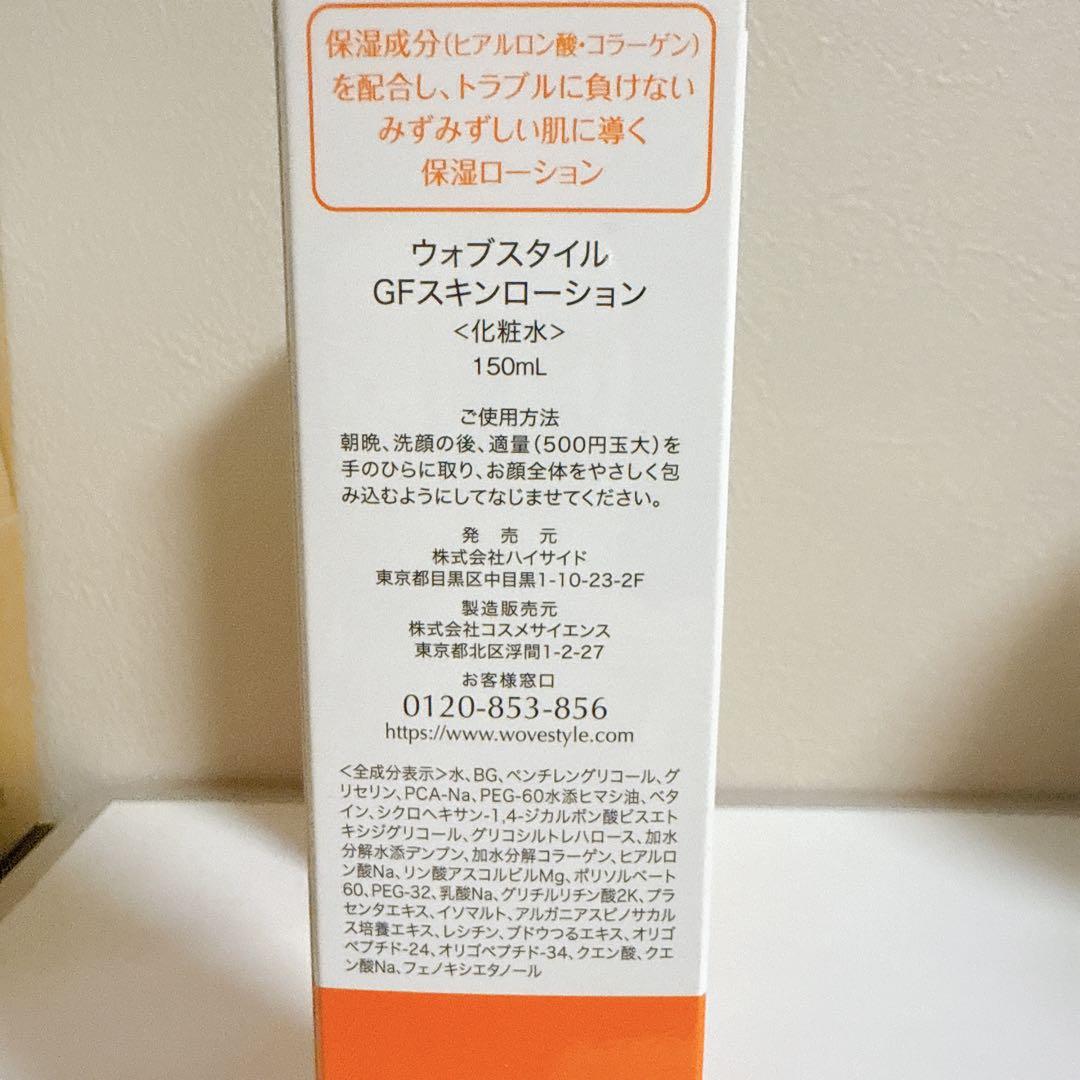 保湿成分(ヒアルロン酸・コラーゲン)
を配合し、トラブルに負けない
みずみずしい肌に導く
保湿ローション
ウォブスタイル
GFスキンローション
<化粧水>
150mL
ご使用方法
朝晩、洗顔の後、適量(500円玉大)を
手のひらに取り、お顔全体をやさしく包
み込むようにしてなじませてください。
発 売 元
株式会社ハイサイド
東京都目黒区中目黒1-10-23-2F
製造販売元
株式会社コスメサイエンス
東京都北区浮間1-2-27
お客様窓口
0120-853-856
https://www.wovestyle.com
<全成分表示>水、BG、ペンチレングリコール、グ
リセリン、PCA-Na、PEG-60水添ヒマシ油、ベタ
イン、シクロヘキサン-1,4-ジカルボン酸ビスエト
キシジグリコール、グリコシルトレハロース、加水
分解水添デンプン、加水分解コラーゲン、ヒアルロ
ン酸Na、リン酸アスコルビルMg、ポリソルベート
60、PEG-32、乳酸Na、グリチルリチン酸2K、プラ
センタエキス、イソマルト、アルガニアスピノサカル
ス培養エキス、レシチン、ブドウつるエキス、オリゴ
ペプチド-24、オリゴペプチド-34、クエン酸、クエ
ン酸Na、フェノキシエタノール